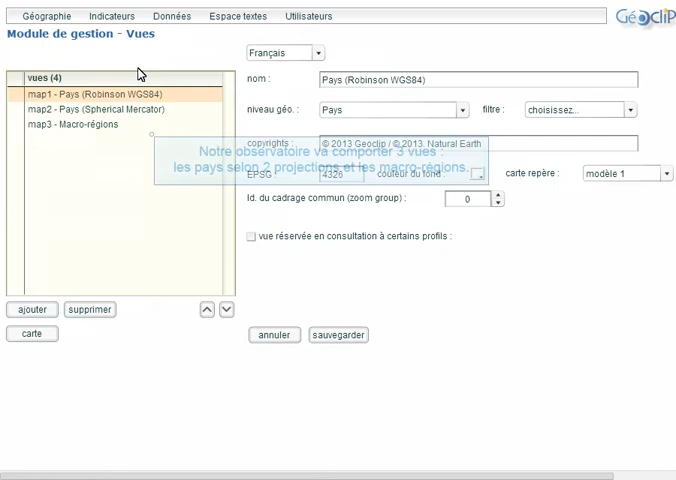 Géographie Indicateurs Données Espace textes Utilisateurs
GéoclIP
Module de gestion - Vues
Français
vues (4)
nom : Pays (Robinson WGS84)
map1 - Pays (Robinson WGS84)
map2 - Pays (Spherical Mercator)
map3 - Macro-régions
niveau géo. : Pays filtre : choisissez...
copyrights : © 2013 Geoclip / © 2013. Natural Earth
Notre observatoire va comporter 3 vues :
les pays selon 2 projections et les macro-régions.
EPSG : 4326 couleur du fond : carte repère : modèle 1
Id. du cadrage commun (zoom group) : 0
vue réservée en consultation à certains profils :
ajouter supprimer
carte annuler sauvegarder